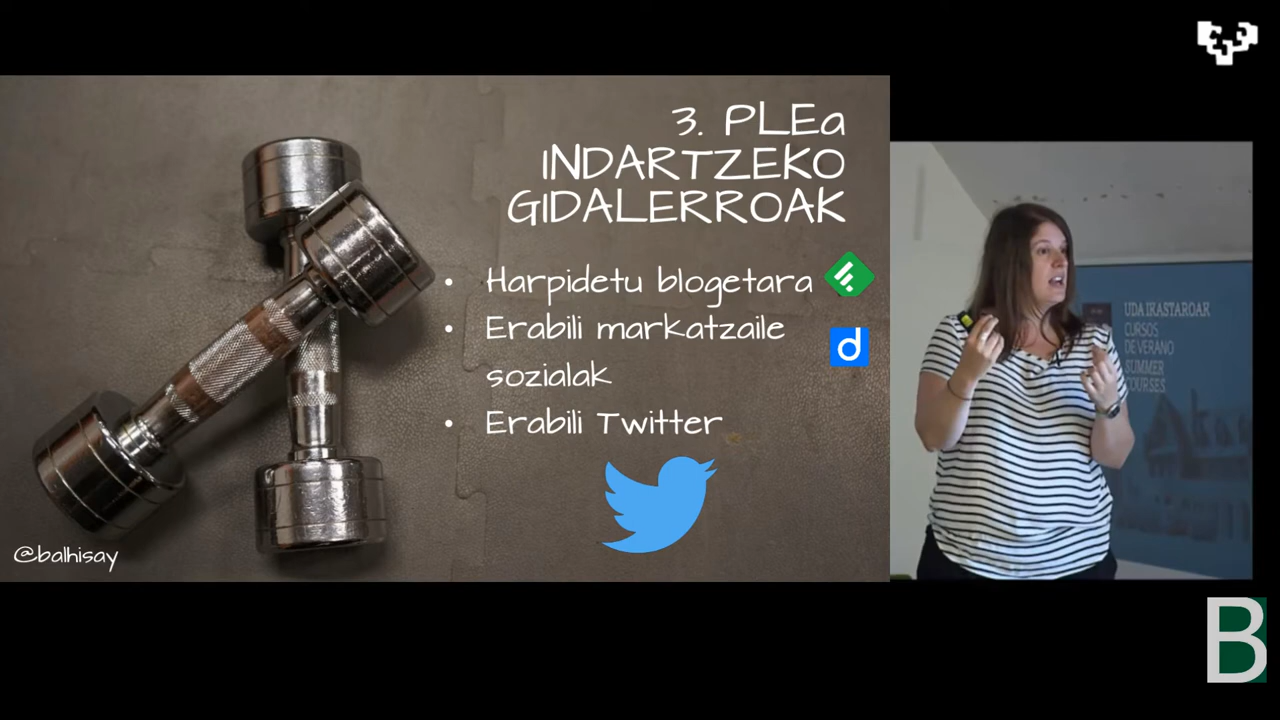 3. PLEa
INDARTZEKO
GIDALERROAK
• Harpidetu blogetara
• Erabili markatzaile
sozialak
• Erabili Twitter
@balhisay
UDA IKASTAROAK
CURSOS
DE VERANO
SUMMER
COURSES
d
B